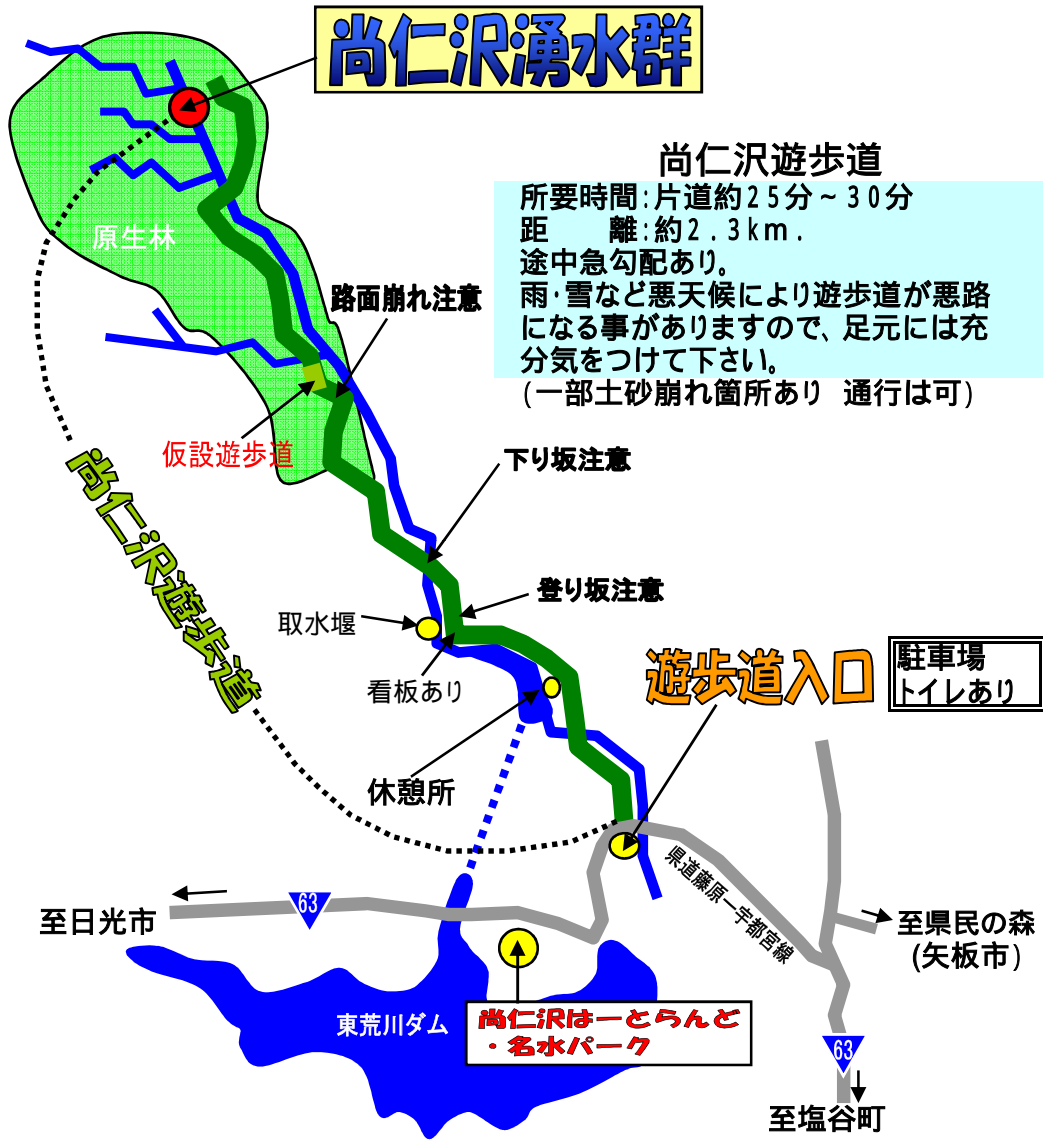 尚仁沢湧水群
尚仁沢遊歩道
所要時間:片道約25分~30分
距　　離:約2.3km.
途中急勾配あり。
雨・雪など悪天候により遊歩道が悪路
になる事がありますので、足元には充
分気をつけて下さい。
(一部土砂崩れ箇所あり 通行は可)
原生林
路面崩れ注意
仮設遊歩道
下り坂注意
尚仁沢遊歩道
登り坂注意
取水堰
看板あり
遊歩道入口
駐車場
トイレあり
休憩所
県道藤原ー宇都宮線
63
至日光市
至県民の森
(矢板市)
東荒川ダム
尚仁沢はーとらんど
・名水パーク
63
至塩谷町